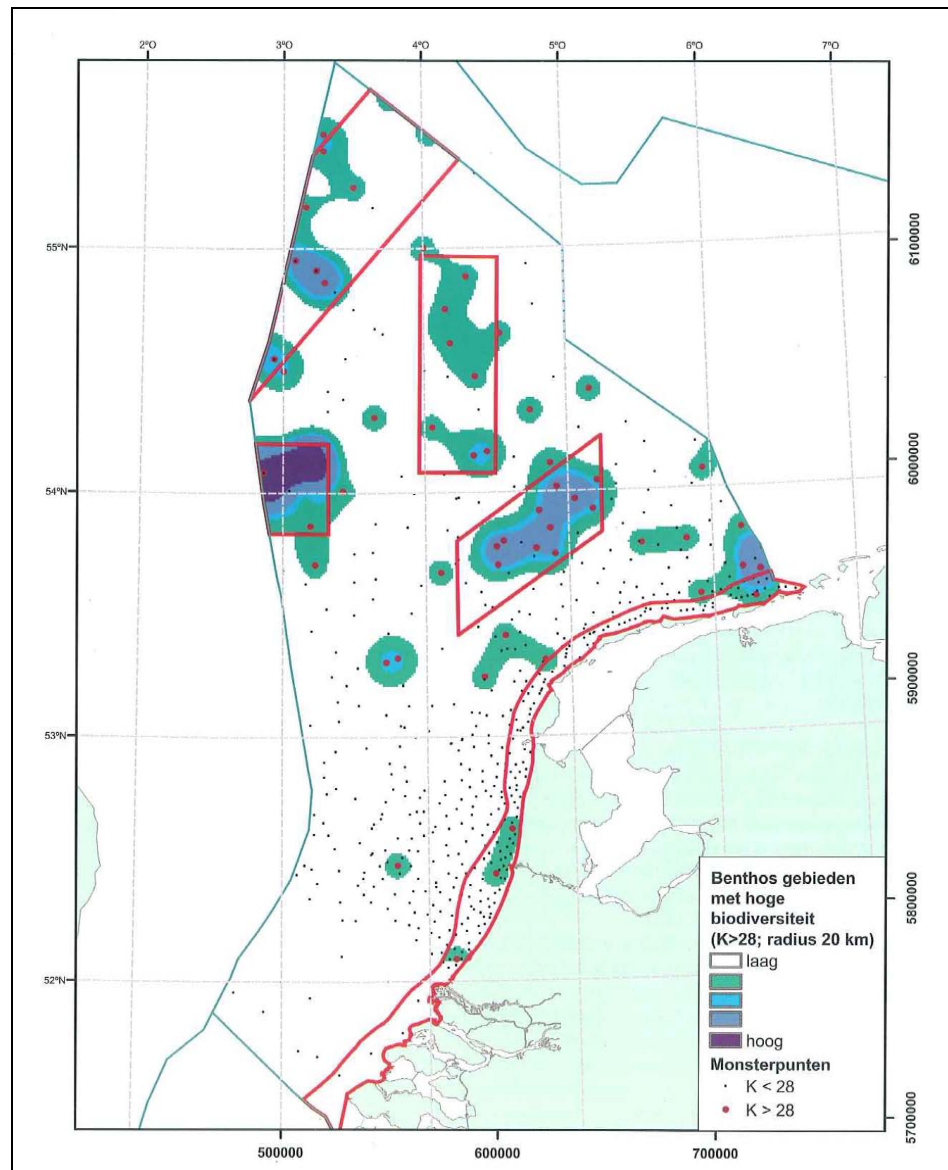 2°O 3°O 4°O 5°O 6°O 7°O
55°N
6100000
6000000
54°N
5900000
53°N
Benthos gebieden
met hoge
biodiversiteit
(K>28; radius 20 km)
laag
5800000
hoog
Monsterpunten
K < 28
K > 28
52°N
5700000
500000 600000 700000